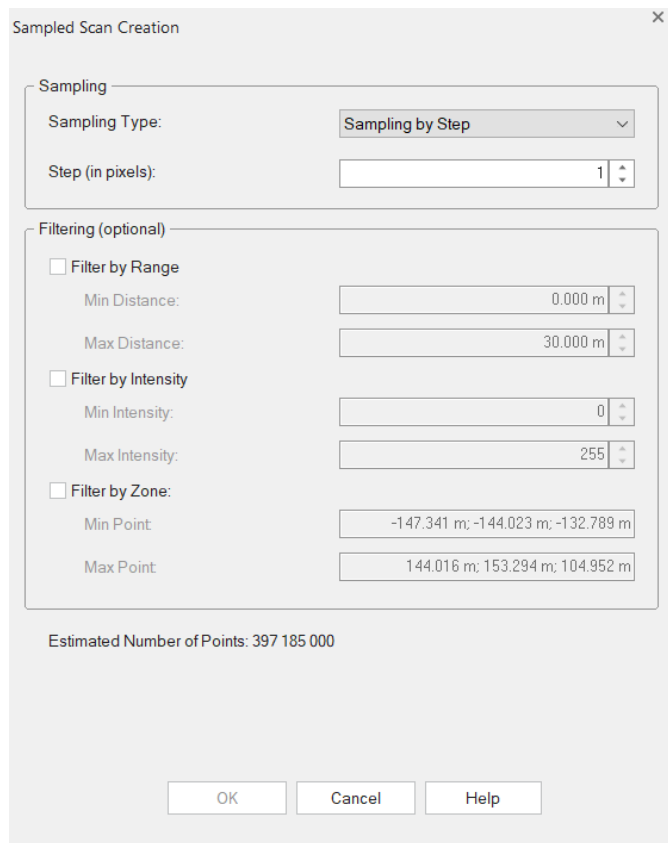 Sampled Scan Creation
Sampling
Sampling Type: Sampling by Step
Step (in pixels): 1
Filtering (optional)
Filter by Range
Min Distance: 0.000 m
Max Distance: 30.000 m
Filter by Intensity
Min Intensity: 0
Max Intensity: 255
Filter by Zone:
Min Point: -147.341 m; -144.023 m; -132.789 m
Max Point: 144.016 m; 153.294 m; 104.952 m
Estimated Number of Points: 397 185 000
OK Cancel Help